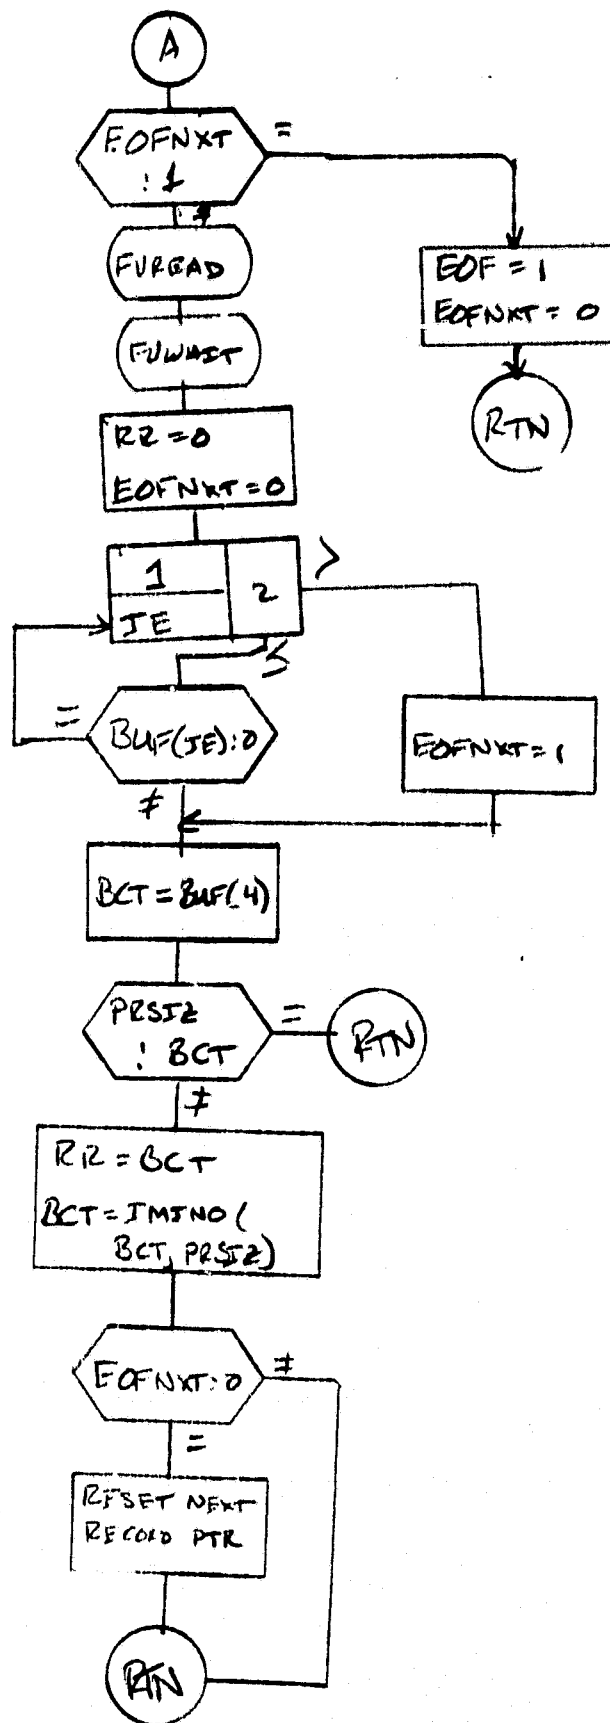 A
EOFNXT
: 1
=
≠
FUREAD
EOF = 1
EOFNXT = 0
FUWAIT
RTN
RR = 0
EOFNXT = 0
1
JE
2
>
≤
=
BUF(JE):0
EOFNXT = 1
≠
BCT = BUF(4)
PRSIZ
: BCT
=
RTN
≠
RR = BCT
BCT = IMINO(
BCT, PRSIZ)
EOFNXT:0
≠
=
RESET NEXT
RECORD PTR
RTN